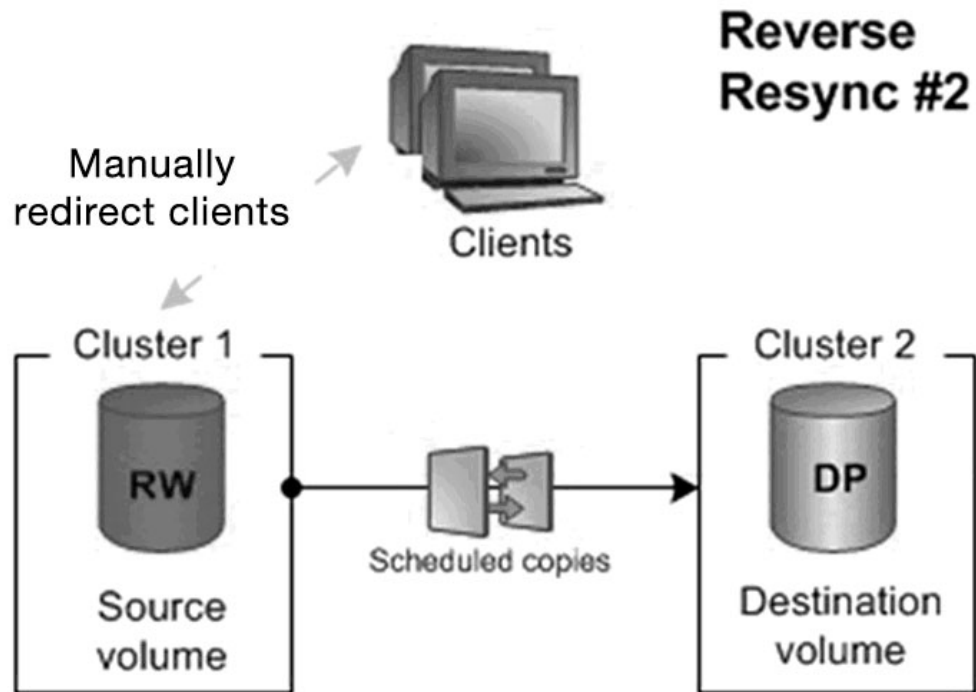 Reverse
Resync #2
Manually
redirect clients
Clients
Cluster 1
Cluster 2
RW
DP
Scheduled copies
Source
volume
Destination
volume